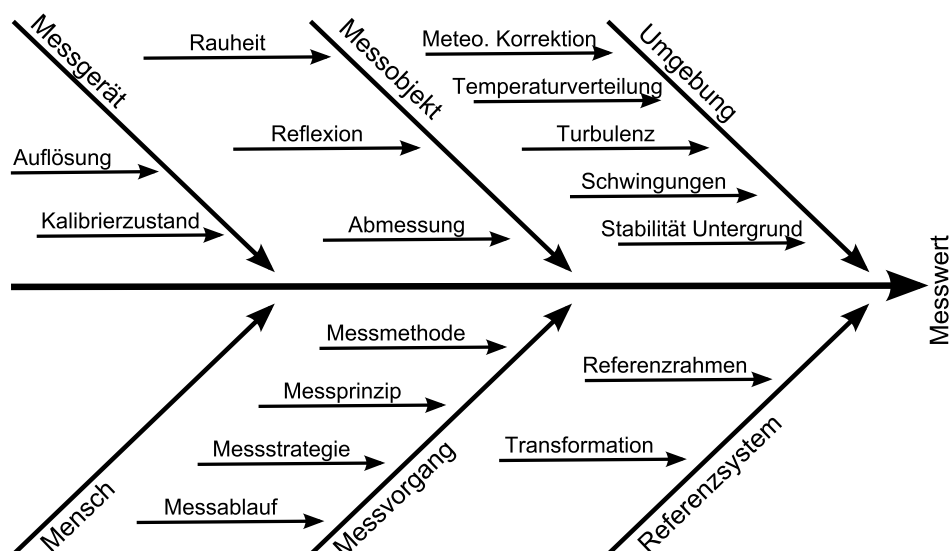 Messgerät
Auflösung
Kalibrierzustand
Messobjekt
Rauheit
Reflexion
Abmessung
Umgebung
Meteo. Korrektion
Temperaturverteilung
Turbulenz
Schwingungen
Stabilität Untergrund
Messwert
Mensch
Messvorgang
Messmethode
Messprinzip
Messstrategie
Messablauf
Referenzsystem
Referenzrahmen
Transformation